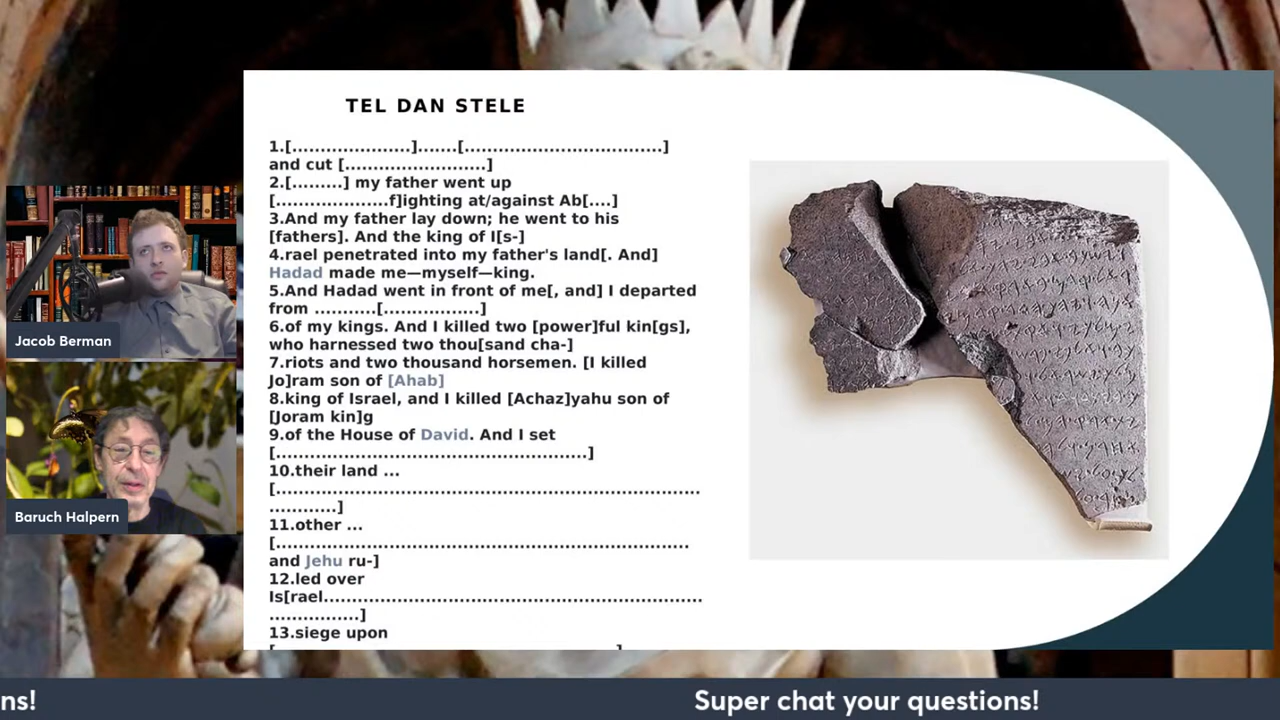 TEL DAN STELE
1.[.....................].......[...................................]
and cut [.........................]
2.[.........] my father went up
[....................f]ighting at/against Ab[....]
3.And my father lay down; he went to his
[fathers]. And the king of I[s-]
4.rael penetrated into my father's land[. And]
Hadad made me—myself—king.
5.And Hadad went in front of me[, and] I departed
from ...........[.................]
6.of my kings. And I killed two [power]ful kin[gs],
who harnessed two thou[sand cha-]
7.riots and two thousand horsemen. [I killed
Jo]ram son of [Ahab]
8.king of Israel, and I killed [Achaz]yahu son of
[Joram kin]g
9.of the House of David. And I set
[.......................................................]
10.their land ...
[...........................................................................
............]
11.other ...
[.........................................................................
and Jehu ru-]
12.led over
Is[rael...................................................................
................]
13.siege upon
[............................................................]
Jacob Berman
Baruch Halpern
ns!
Super chat your questions!